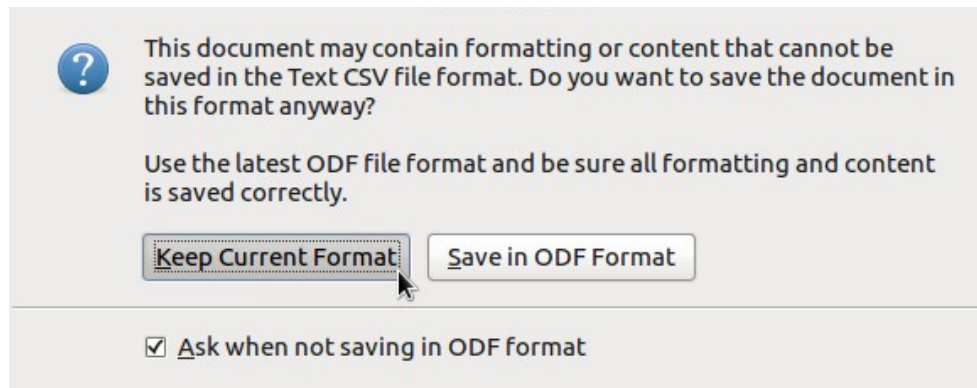 This document may contain formatting or content that cannot be
saved in the Text CSV file format. Do you want to save the document in
this format anyway?
Use the latest ODF file format and be sure all formatting and content
is saved correctly.
Keep Current Format Save in ODF Format
Ask when not saving in ODF format